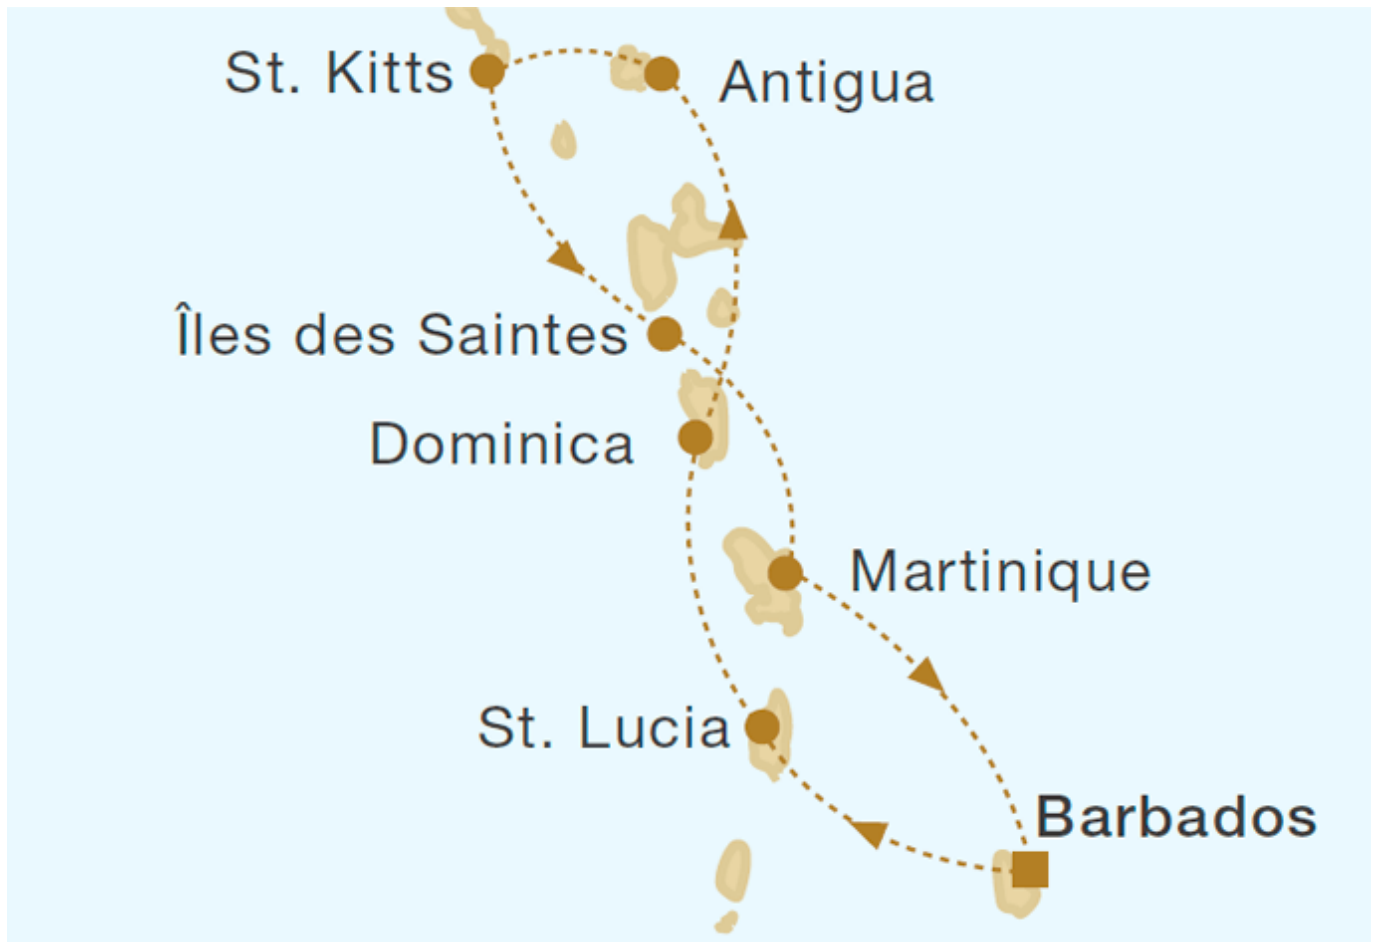 St. Kitts
Antigua
Îles des Saintes
Dominica
Martinique
St. Lucia
Barbados